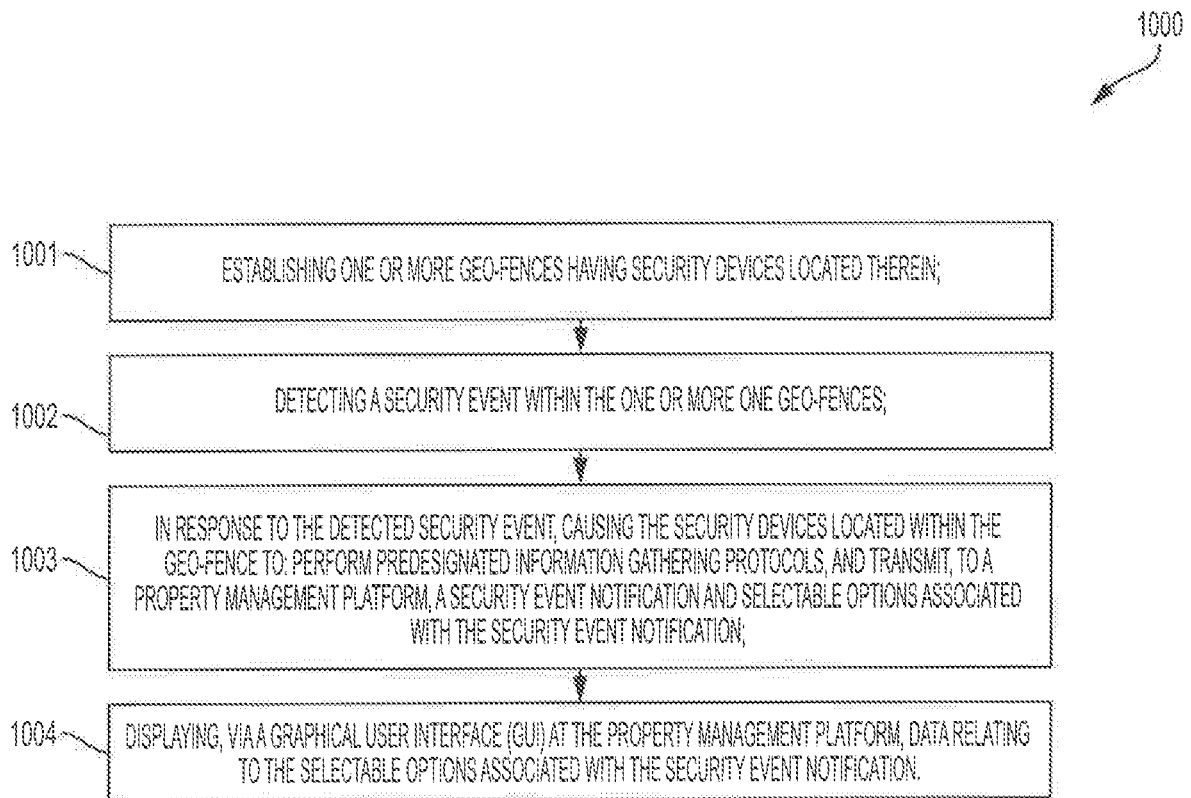 1000
1001
ESTABLISHING ONE OR MORE GEO-FENCES HAVING SECURITY DEVICES LOCATED THEREIN;
1002
DETECTING A SECURITY EVENT WITHIN THE ONE OR MORE ONE GEO-FENCES;
1003
IN RESPONSE TO THE DETECTED SECURITY EVENT, CAUSING THE SECURITY DEVICES LOCATED WITHIN THE
GEO-FENCE TO: PERFORM PREDESIGNATED INFORMATION GATHERING PROTOCOLS, AND TRANSMIT, TO A
PROPERTY MANAGEMENT PLATFORM, A SECURITY EVENT NOTIFICATION AND SELECTABLE OPTIONS ASSOCIATED
WITH THE SECURITY EVENT NOTIFICATION;
1004
DISPLAYING, VIA A GRAPHICAL USER INTERFACE (GUI) AT THE PROPERTY MANAGEMENT PLATFORM, DATA RELATING
TO THE SELECTABLE OPTIONS ASSOCIATED WITH THE SECURITY EVENT NOTIFICATION.